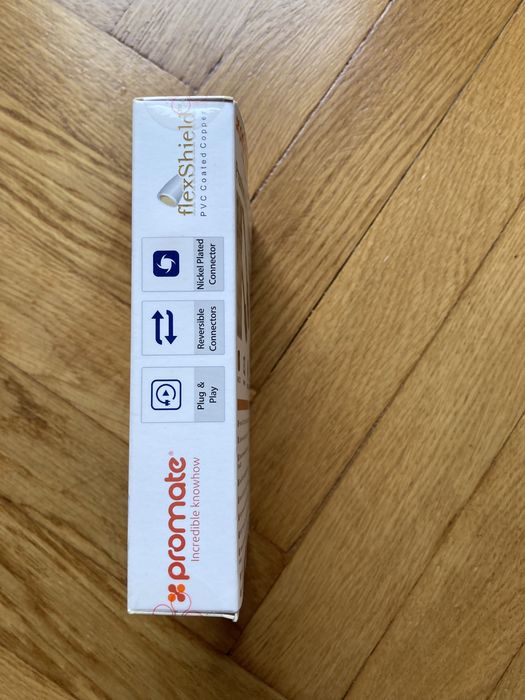 promate®
Incredible knowhow
Plug &
Play
Reversible
Connectors
Nickel Plated
Connector
flexShield
PVC Coated Copper